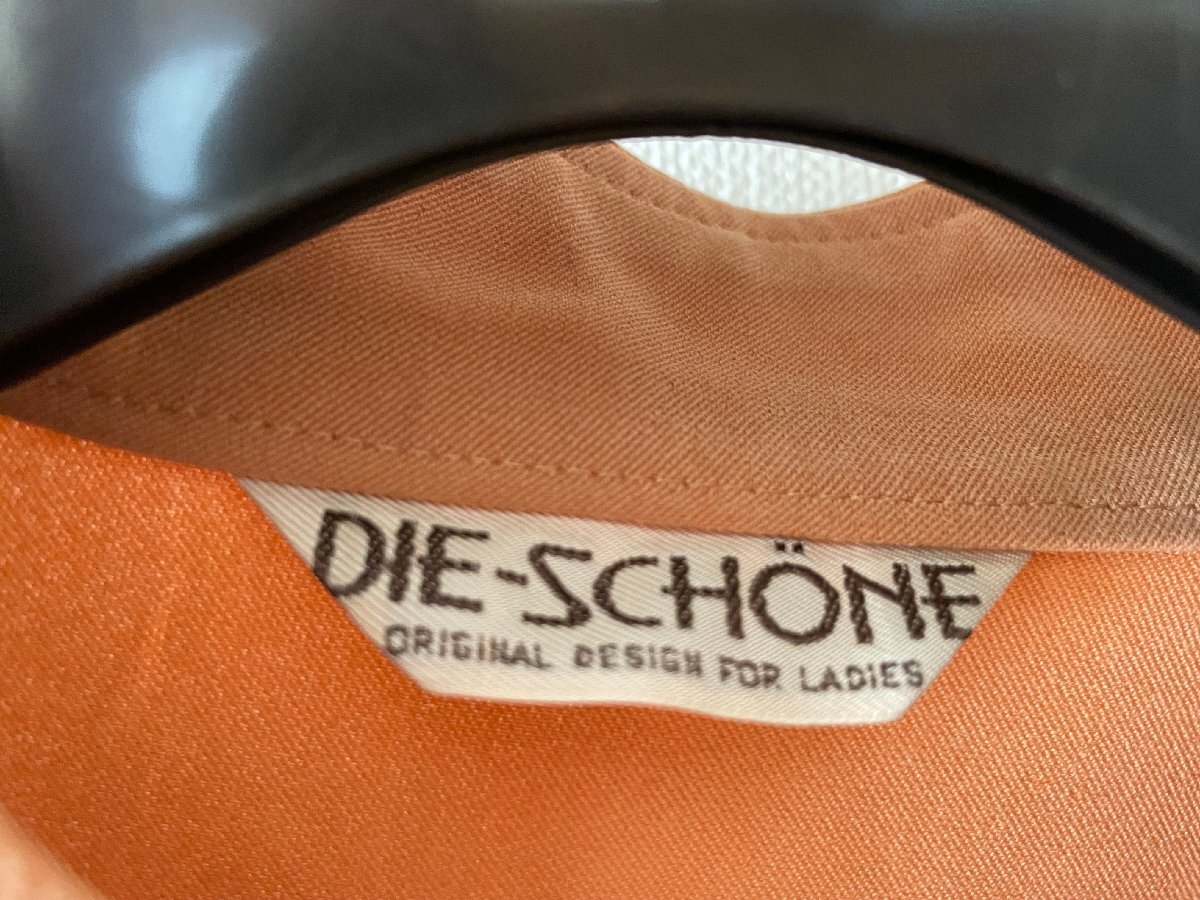 DIE-SCHÖNE
ORIGINAL DESIGN FOR LADIES